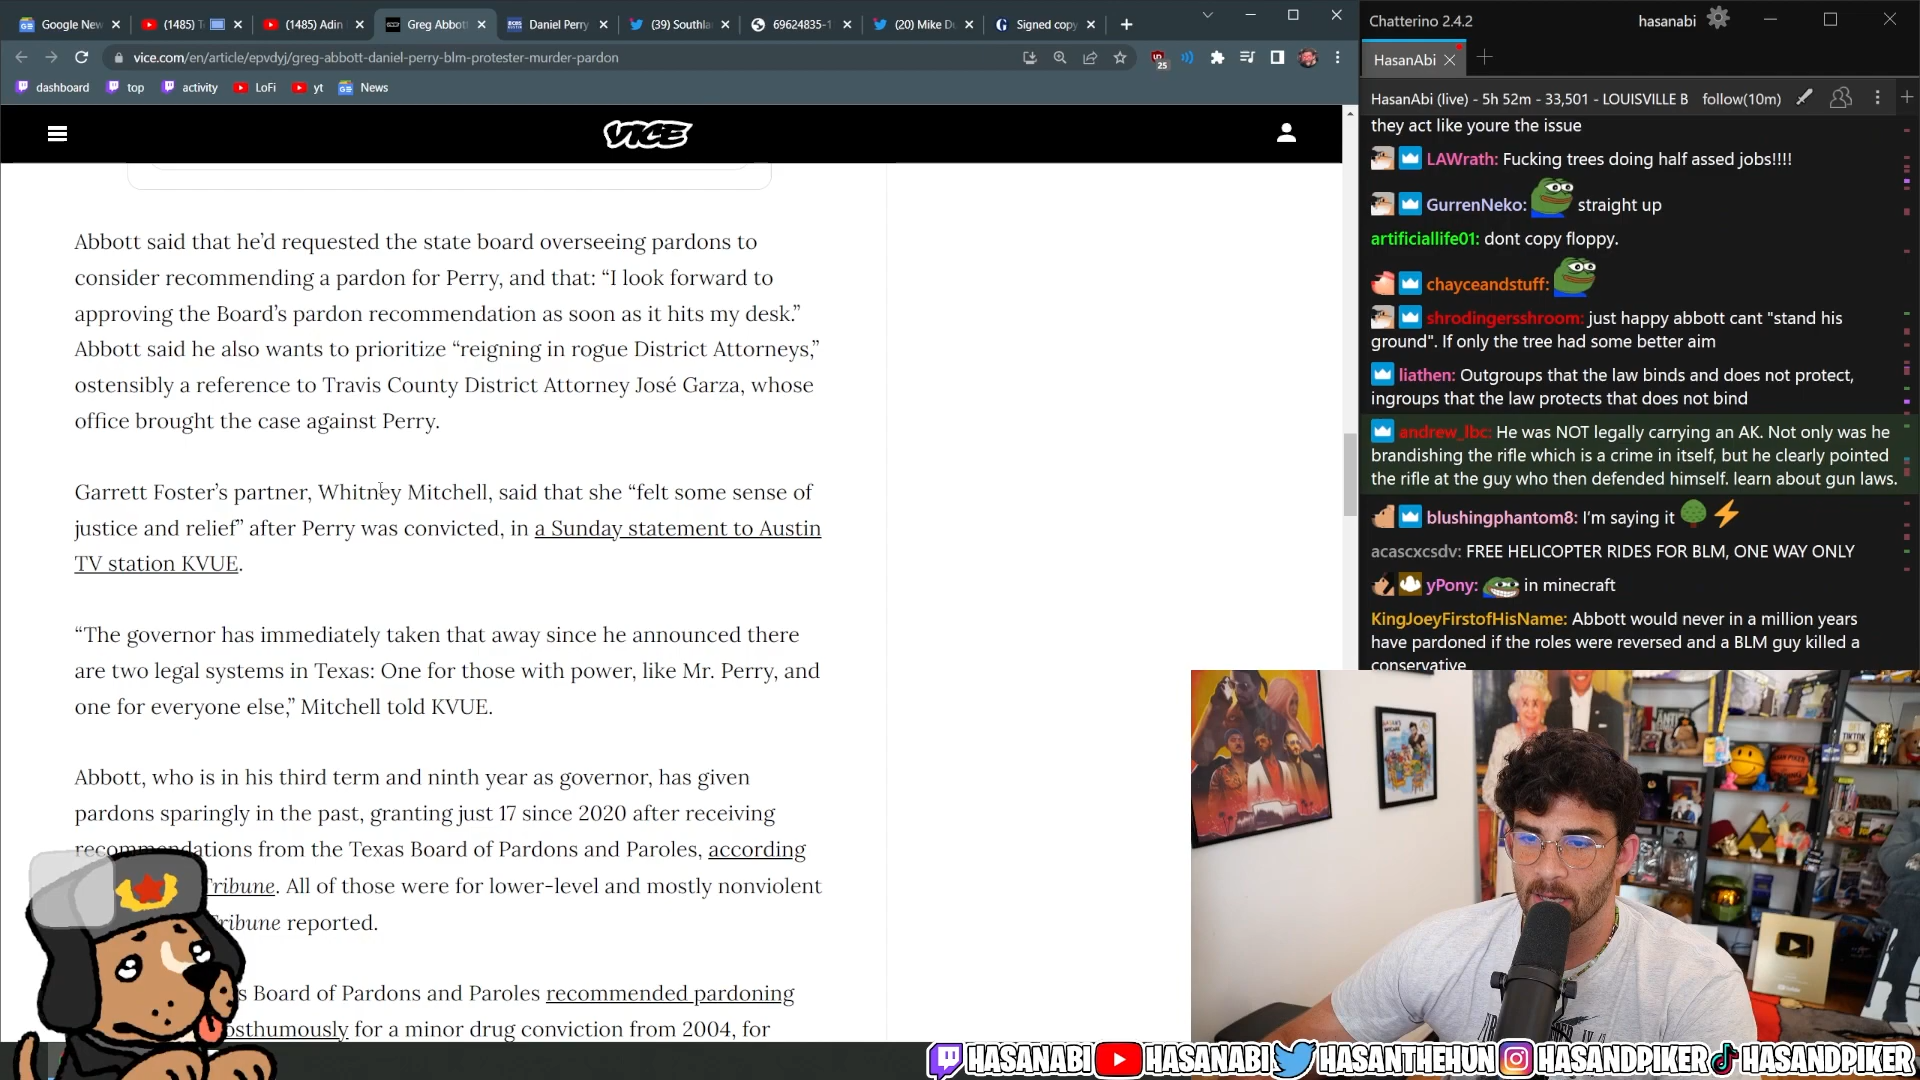 Google New
(1485) T
(1485) Adin
Greg Abbot
Daniel Perry
(39) Southla
69624835-1
(20) Mike D
Signed copy
vice.com/en/article/epvdyj/greg-abbott-daniel-perry-blm-protester-murder-pardon
25
dashboard
top
activity
LoFi
yt
News
VICE
Abbott said that he’d requested the state board overseeing pardons to
consider recommending a pardon for Perry, and that: “I look forward to
approving the Board’s pardon recommendation as soon as it hits my desk.”
Abbott said he also wants to prioritize “reigning in rogue District Attorneys,”
ostensibly a reference to Travis County District Attorney José Garza, whose
office brought the case against Perry.
Garrett Foster’s partner, Whitney Mitchell, said that she “felt some sense of
justice and relief” after Perry was convicted, in a Sunday statement to Austin
TV station KVUE.
“The governor has immediately taken that away since he announced there
are two legal systems in Texas: One for those with power, like Mr. Perry, and
one for everyone else,” Mitchell told KVUE.
Abbott, who is in his third term and ninth year as governor, has given
pardons sparingly in the past, granting just 17 since 2020 after receiving
recommendations from the Texas Board of Pardons and Paroles, according
Tribune. All of those were for lower-level and mostly nonviolent
Tribune reported.
s Board of Pardons and Paroles recommended pardoning
osthumously for a minor drug conviction from 2004, for
Chatterino 2.4.2
hasanabi
HasanAbi
HasanAbi (live) - 5h 52m - 33,501 - LOUISVILLE B follow(10m)
they act like youre the issue
LAWrath: Fucking trees doing half assed jobs!!!!
GurrenNeko: straight up
artificiallife01: dont copy floppy.
chayceandstuff:
shrodingersshroom: just happy abbott cant "stand his
ground". If only the tree had some better aim
liathen: Outgroups that the law binds and does not protect,
ingroups that the law protects that does not bind
andrew_lbc: He was NOT legally carrying an AK. Not only was he
brandishing the rifle which is a crime in itself, but he clearly pointed
the rifle at the guy who then defended himself. learn about gun laws.
blushingphantom8: I’m saying it
acascxcsdv: FREE HELICOPTER RIDES FOR BLM, ONE WAY ONLY
yPony: in minecraft
KingJoeyFirstofHisName: Abbott would never in a million years
have pardoned if the roles were reversed and a BLM guy killed a
conservative
HASANABI HASANABI HASANTHEHUN HASANDPIKER HASANDPIKER